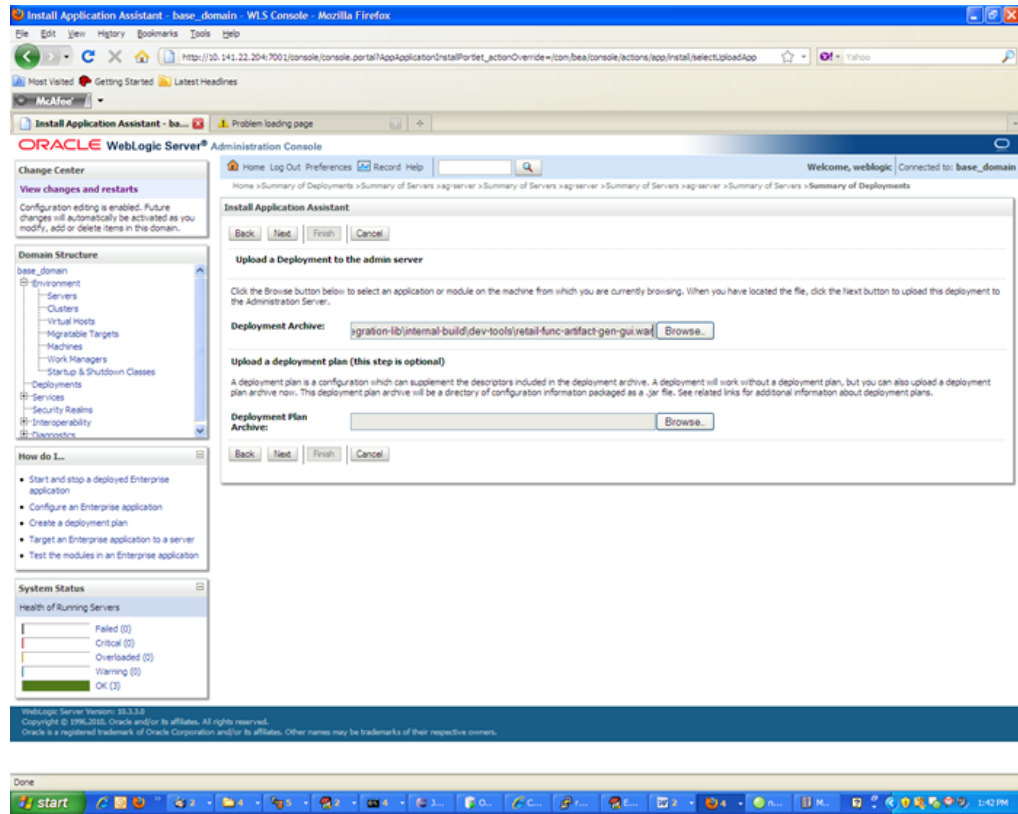 Install Application Assistant - base_domain - WLS Console - Mozilla Firefox
File Edit View History Bookmarks Tools Help
http://10.141.22.204:7001/console/console.portal?AppApplicationInstallPortlet_actionOverride=/com/bea/console/actions/app/install/selectUploadApp
Yahoo
Most Visited Getting Started Latest Headlines
McAfee
Install Application Assistant - ba... Problem loading page
ORACLE WebLogic Server® Administration Console
Change Center
View changes and restarts
Configuration editing is enabled. Future
changes will automatically be activated as you
modify, add or delete items in this domain.
Domain Structure
base_domain
Environment
Servers
Clusters
Virtual Hosts
Migratable Targets
Machines
Work Managers
Startup & Shutdown Classes
Deployments
Services
Security Realms
Interoperability
Diagnostics
How do I...
Start and stop a deployed Enterprise
application
Configure an Enterprise application
Create a deployment plan
Target an Enterprise application to a server
Test the modules in an Enterprise application
System Status
Health of Running Servers
Failed (0)
Critical (0)
Overloaded (0)
Warning (0)
OK (3)
Home Log Out Preferences Record Help
Welcome, weblogic Connected to: base_domain
Home >Summary of Deployments >Summary of Servers >ag-server >Summary of Servers >ag-server >Summary of Servers >ag-server >Summary of Servers >Summary of Deployments
Install Application Assistant
Back Next Finish Cancel
Upload a Deployment to the admin server
Click the Browse button below to select an application or module on the machine from which you are currently browsing. When you have located the file, click the Next button to upload this deployment to
the Administration Server.
Deployment Archive: gration-lib\internal-build\dev-tools\retail-func-artifact-gen-gui.war Browse..
Upload a deployment plan (this step is optional)
A deployment plan is a configuration which can supplement the descriptors included in the deployment archive. A deployment will work without a deployment plan, but you can also upload a deployment
plan archive now. This deployment plan archive will be a directory of configuration information packaged as a .jar file. See related links for additional information about deployment plans.
Deployment Plan
Archive: Browse..
Back Next Finish Cancel
WebLogic Server Version: 10.3.3.0
Copyright © 1996,2010, Oracle and/or its affiliates. All rights reserved.
Oracle is a registered trademark of Oracle Corporation and/or its affiliates. Other names may be trademarks of their respective owners.
Done
start 2 4 5 2 4 J... O.. C... r... E... 2 4 n... M.. 1:42 PM